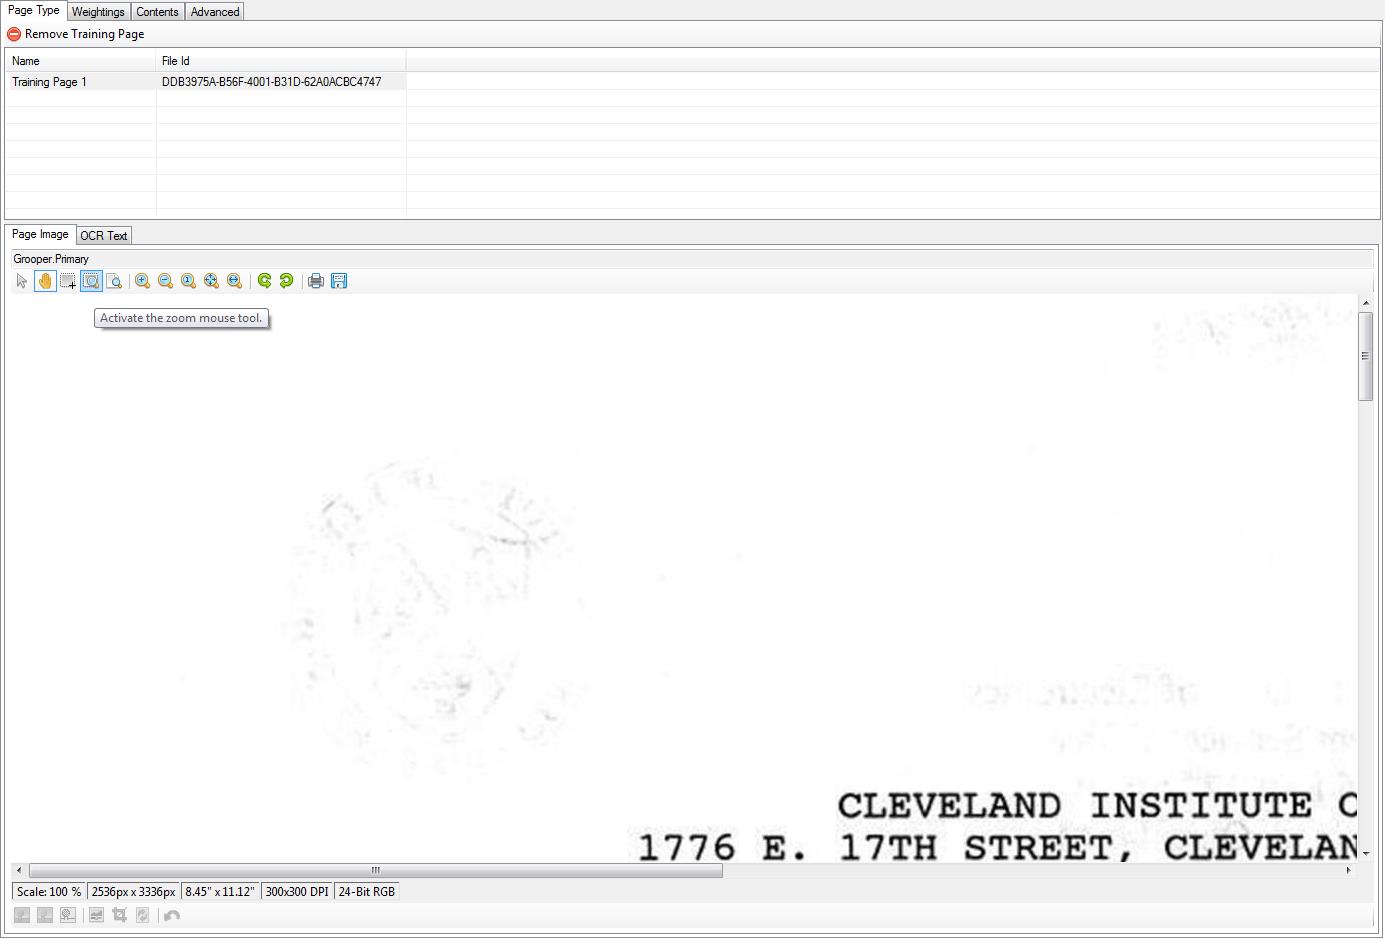 Page Type Weightings Contents Advanced
Remove Training Page
Name File Id
Training Page 1 DDB3975A-B56F-4001-B31D-62A0ACBC4747
Page Image OCR Text
Grooper.Primary
Activate the zoom mouse tool.
CLEVELAND INSTITUTE
1776 E. 17TH STREET, CLEVELAN
Scale: 100 % 2536px x 3336px 8.45" x 11.12" 300x300 DPI 24-Bit RGB